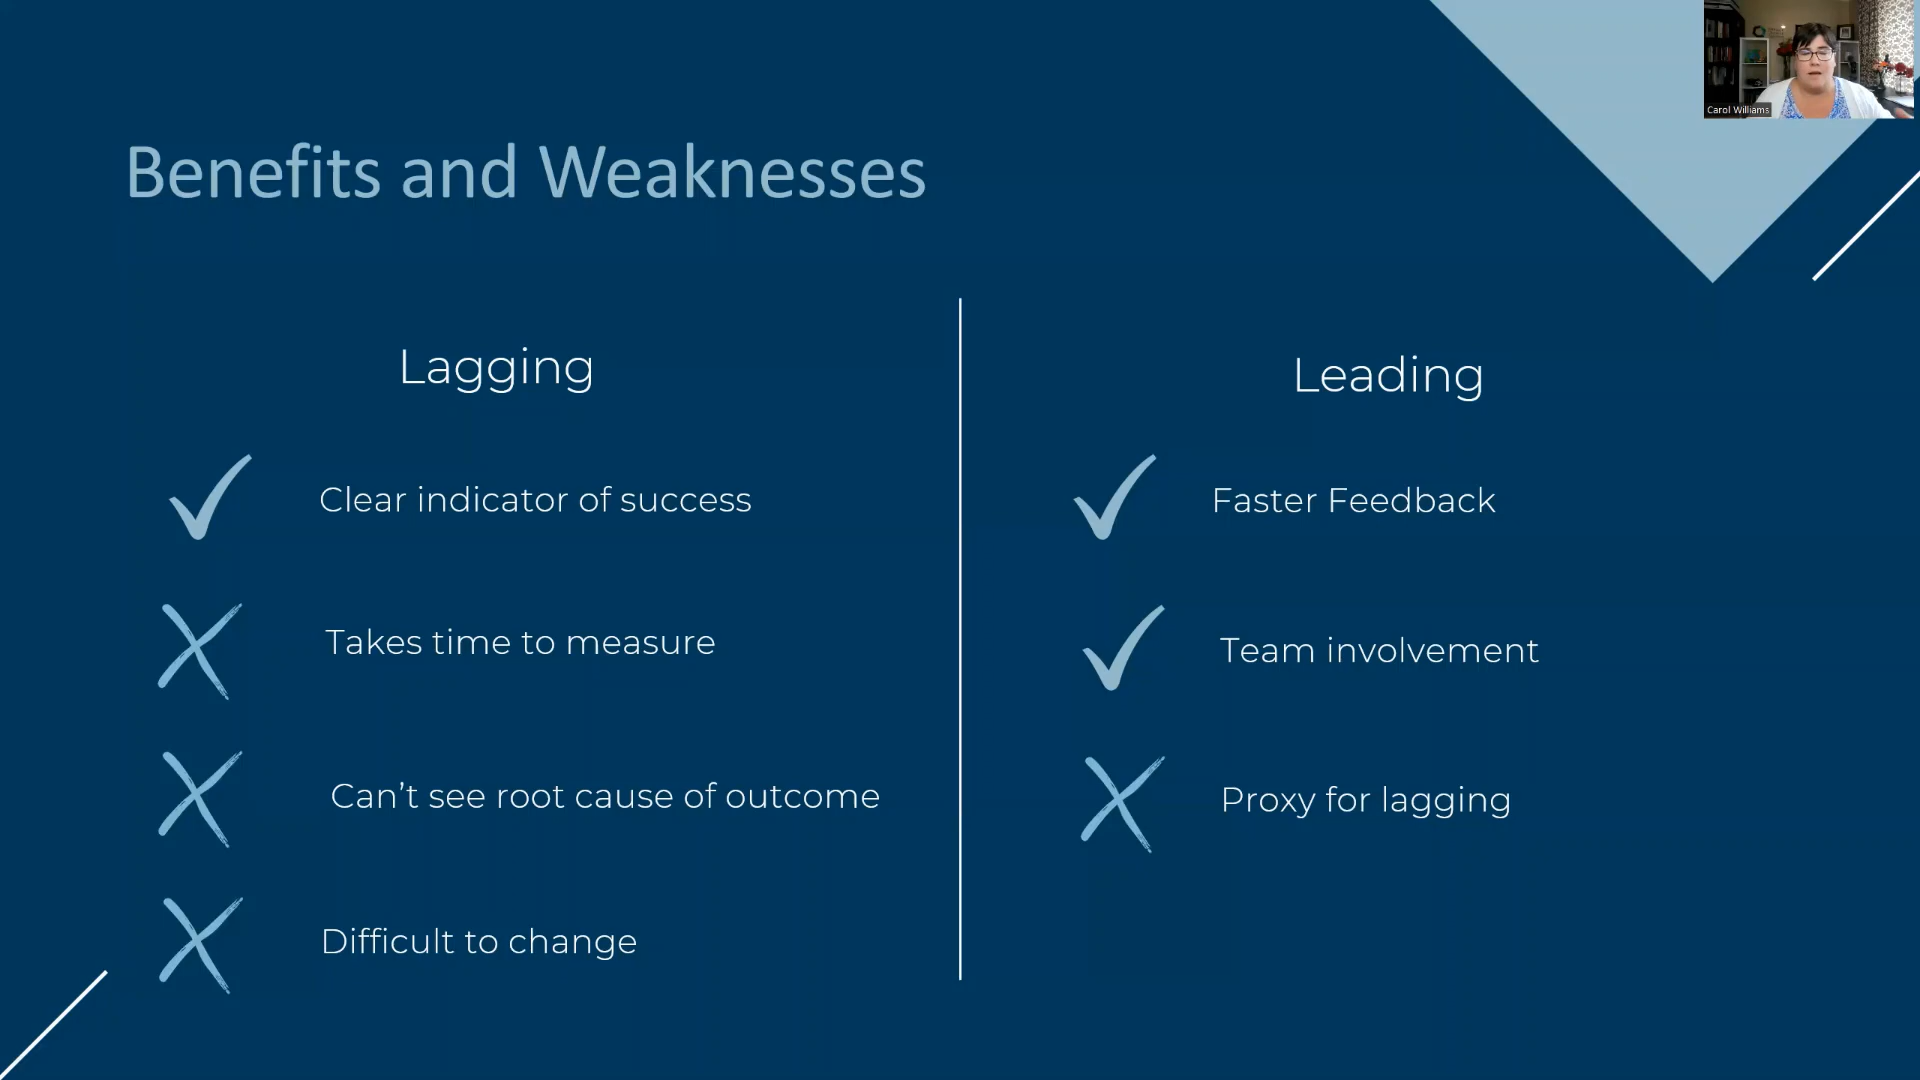 Carol Williams
Benefits and Weaknesses
Lagging
Clear indicator of success
Takes time to measure
Can't see root cause of outcome
Difficult to change
Leading
Faster Feedback
Team involvement
Proxy for lagging